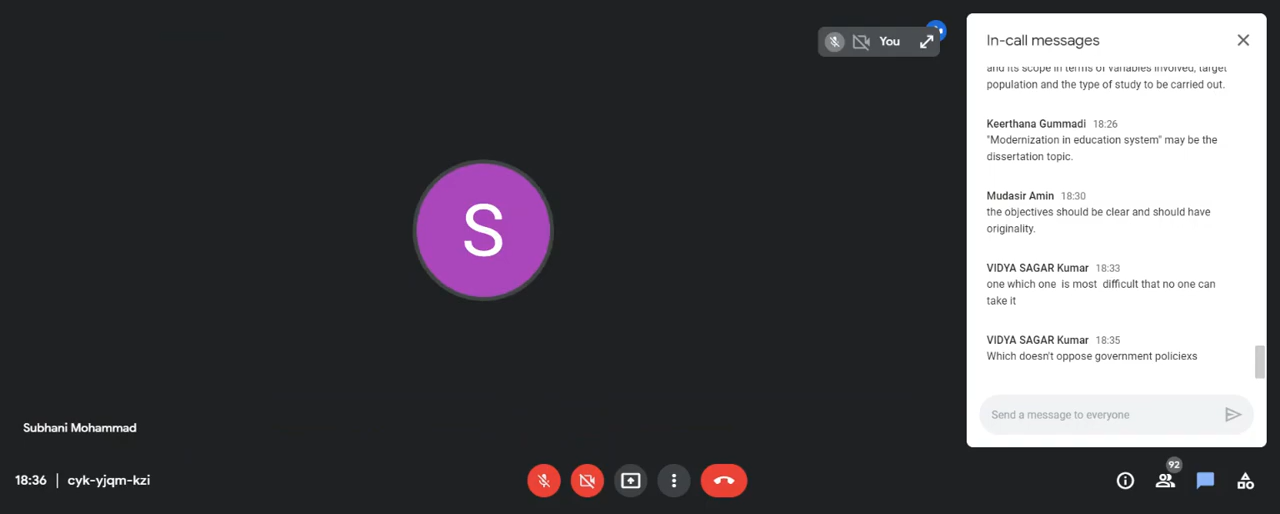 You
In-call messages
and its scope in terms of variables involved, target
population and the type of study to be carried out.
Keerthana Gummadi 18:26
"Modernization in education system" may be the
dissertation topic.
Mudasir Amin 18:30
the objectives should be clear and should have
originality.
VIDYA SAGAR Kumar 18:33
one which one is most difficult that no one can
take it
VIDYA SAGAR Kumar 18:35
Which doesn't oppose government policiexs
Send a message to everyone
S
Subhani Mohammad
18:36 | cyk-yjqm-kzi
92